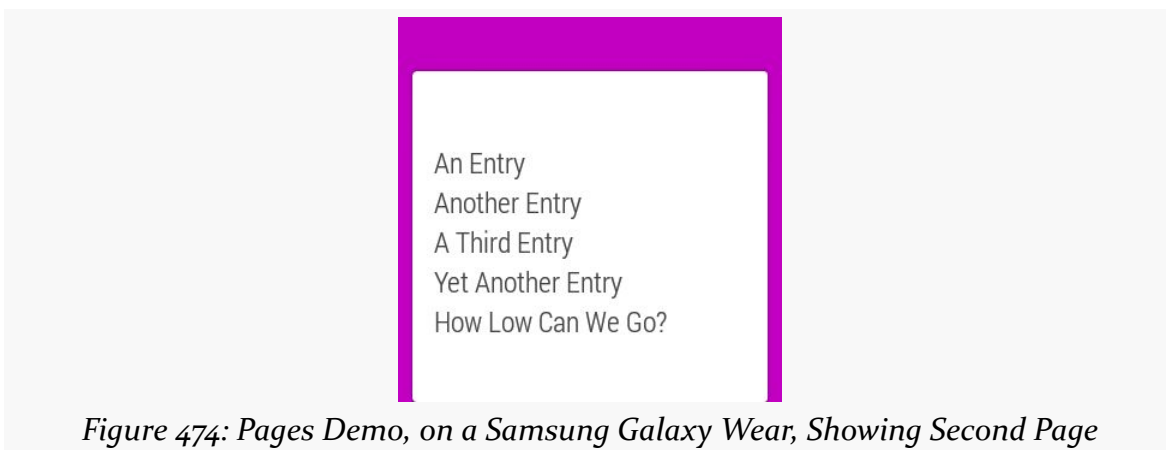 An Entry
Another Entry
A Third Entry
Yet Another Entry
How Low Can We Go?
Figure 474: Pages Demo, on a Samsung Galaxy Wear, Showing Second Page